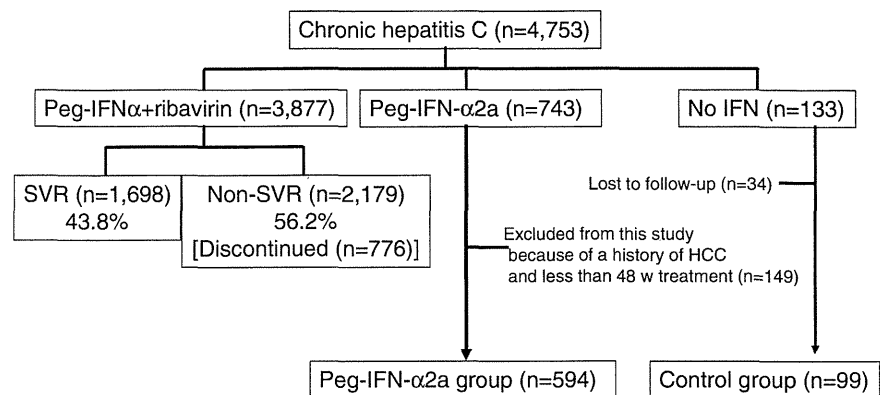 Chronic hepatitis C (n=4,753)
Peg-IFNα+ribavirin (n=3,877)
Peg-IFN-α2a (n=743)
No IFN (n=133)
SVR (n=1,698)
43.8%
Non-SVR (n=2,179)
56.2%
[Discontinued (n=776)]
Lost to follow-up (n=34)
Excluded from this study
because of a history of HCC
and less than 48 w treatment (n=149)
Peg-IFN-α2a group (n=594)
Control group (n=99)